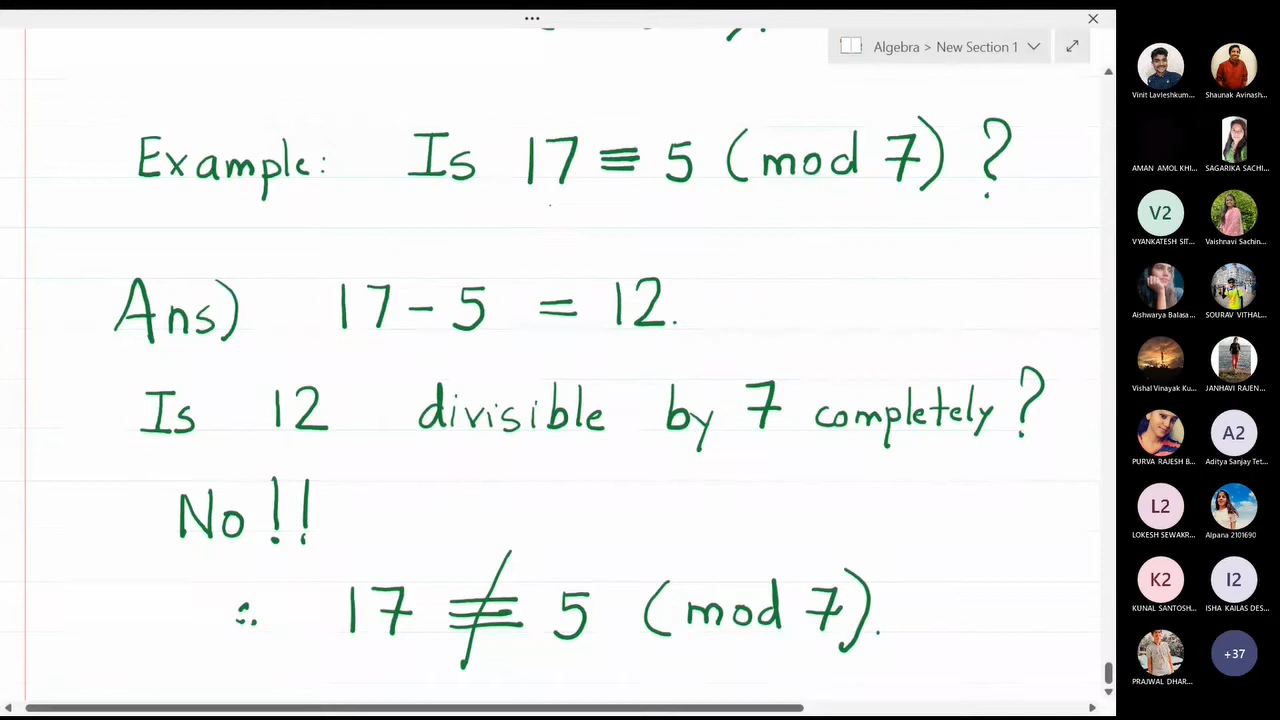 Algebra > New Section 1
Example: Is 17 ≡ 5 (mod 7) ?
Ans) 17 - 5 = 12.
Is 12 divisible by 7 completely?
No!!
∴ 17 ≢ 5 (mod 7).
Vinit Lavleshkum...
Shaunak Avinash...
AMAN AMOL KHI...
SAGARIKA SACHI...
V2
VYANKATESH SIT...
Vaishnavi Sachin...
Aishwarya Balasa...
SOURAV VITHAL...
Vishal Vinayak Ku...
JANHAVI RAJEN...
PURVA RAJESH B...
A2
Aditya Sanjay Tet...
L2
LOKESH SEWAKR...
Alpana 2101690
K2
KUNAL SANTOSH...
I2
ISHA KAILAS DES...
PRAJWAL DHAR...
+37